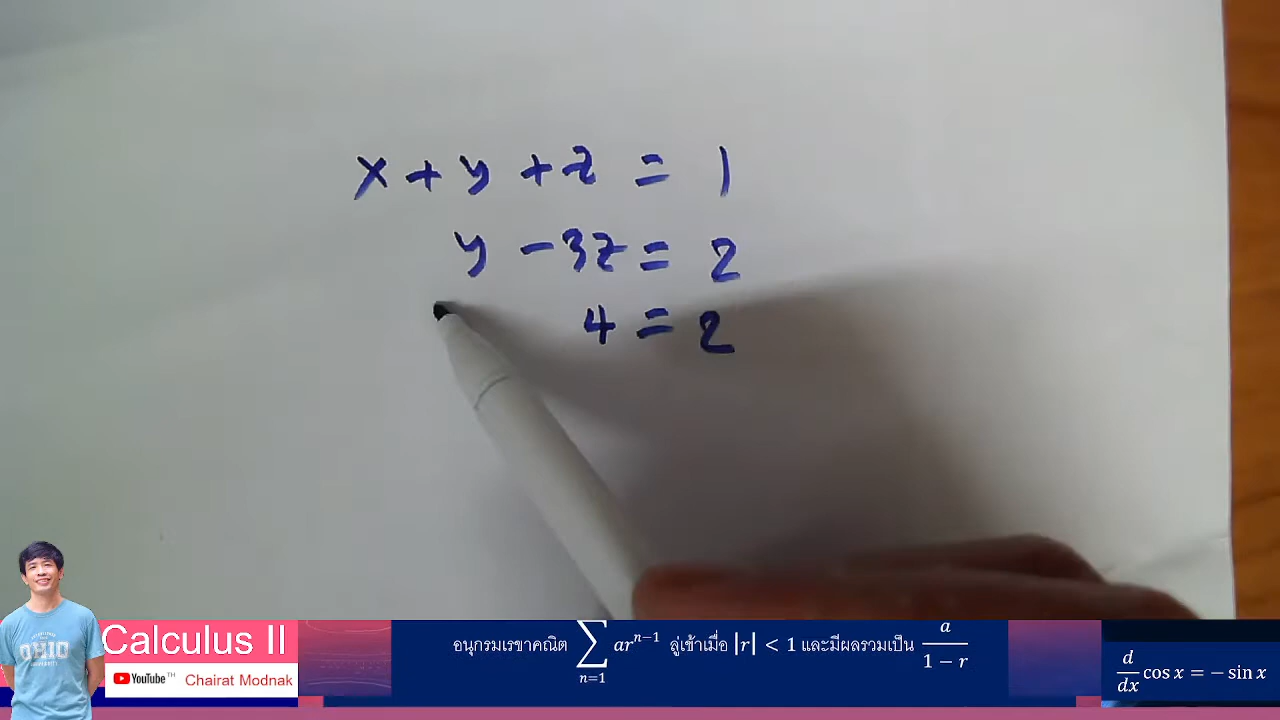 x + y + z = 1
y - 3z = 2
4 = 2
OHIO
Calculus II
YouTube TH Chairat Modnak
อนุกรมเรขาคณิต ∑ n=1 ar^{n-1} ลู่เข้าเมื่อ |r| < 1 และมีผลรวมเป็น a/(1 - r)
d/dx cos x = - sin x